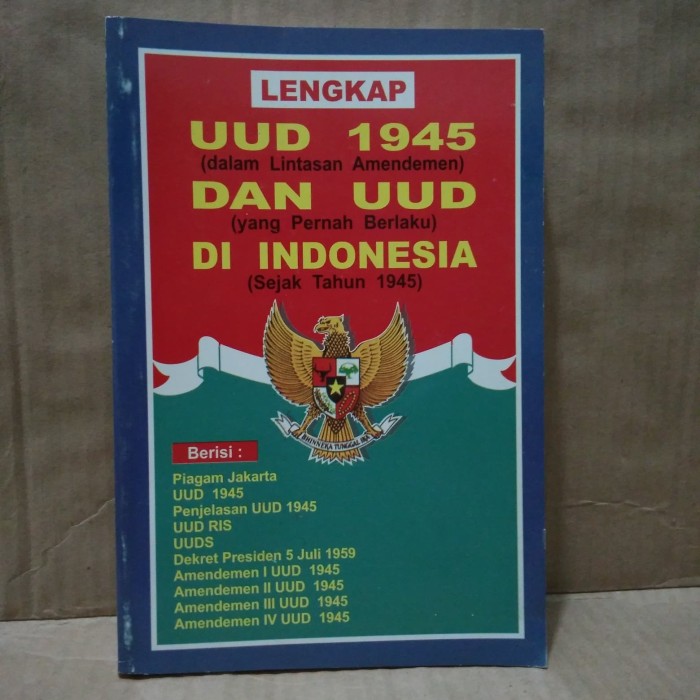 LENGKAP
UUD 1945
(dalam Lintasan Amendemen)
DAN UUD
(yang Pernah Berlaku)
DI INDONESIA
(Sejak Tahun 1945)
BHINNEKA TUNGGAL IKA
Berisi :
Piagam Jakarta
UUD 1945
Penjelasan UUD 1945
UUD RIS
UUDS
Dekret Presiden 5 Juli 1959
Amendemen I UUD 1945
Amendemen II UUD 1945
Amendemen III UUD 1945
Amendemen IV UUD 1945